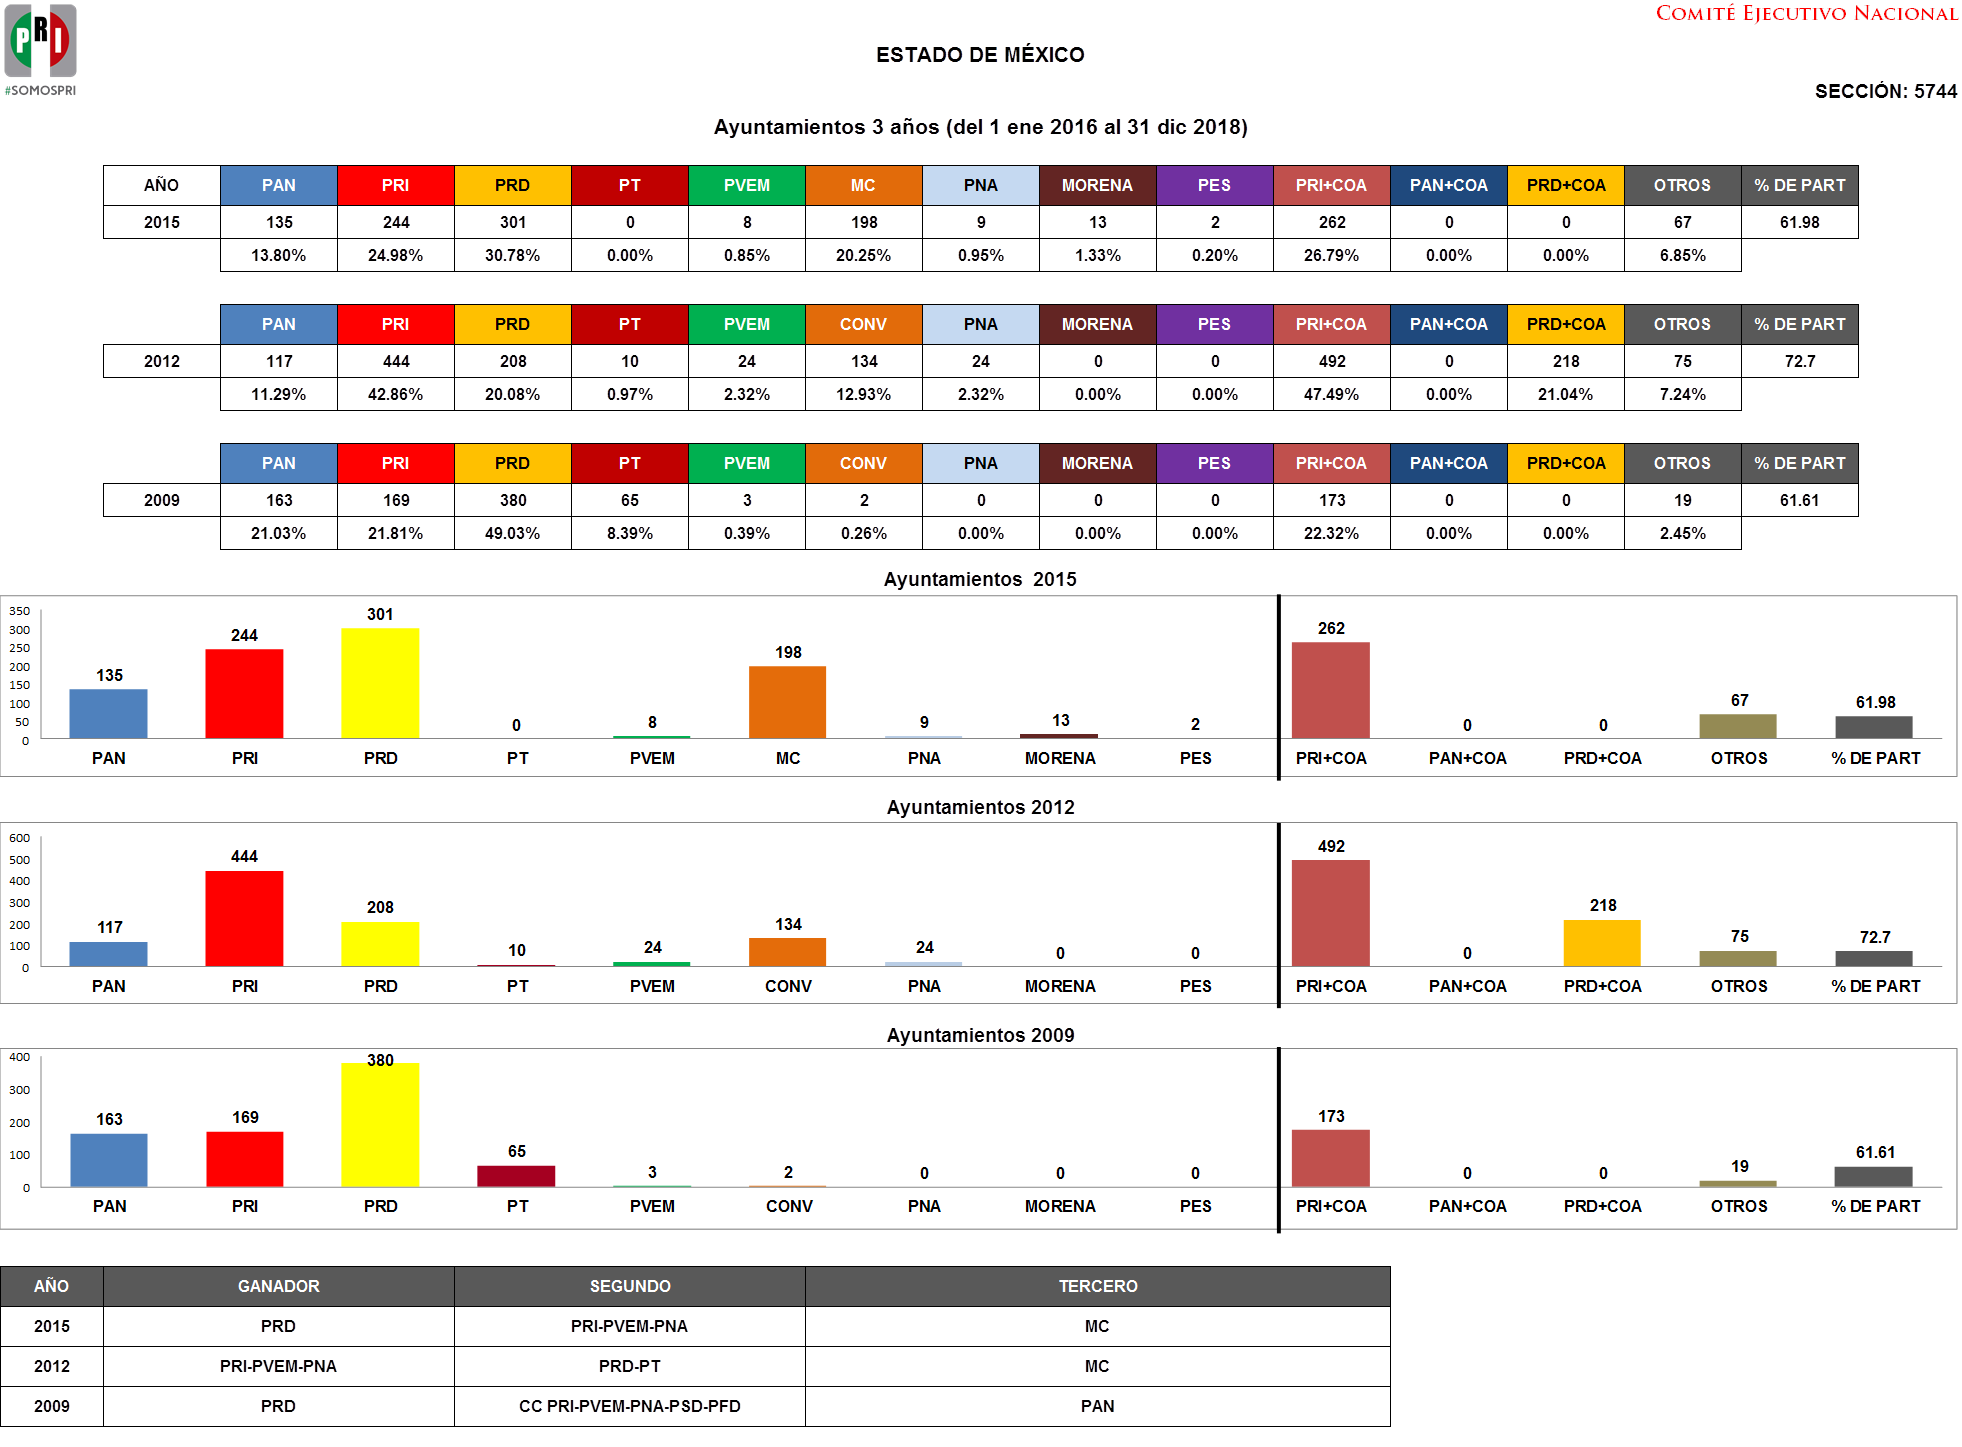 PRI
#SOMOSPRI
COMITÉ EJECUTIVO NACIONAL
ESTADO DE MÉXICO
SECCIÓN: 5744
Ayuntamientos 3 años (del 1 ene 2016 al 31 dic 2018)
AÑO PAN PRI PRD PT PVEM MC PNA MORENA PES PRI+COA PAN+COA PRD+COA OTROS % DE PART
2015 135 244 301 0 8 198 9 13 2 262 0 0 67 61.98
13.80% 24.98% 30.78% 0.00% 0.85% 20.25% 0.95% 1.33% 0.20% 26.79% 0.00% 0.00% 6.85%
PAN PRI PRD PT PVEM CONV PNA MORENA PES PRI+COA PAN+COA PRD+COA OTROS % DE PART
2012 117 444 208 10 24 134 24 0 0 492 0 218 75 72.7
11.29% 42.86% 20.08% 0.97% 2.32% 12.93% 2.32% 0.00% 0.00% 47.49% 0.00% 21.04% 7.24%
PAN PRI PRD PT PVEM CONV PNA MORENA PES PRI+COA PAN+COA PRD+COA OTROS % DE PART
2009 163 169 380 65 3 2 0 0 0 173 0 0 19 61.61
21.03% 21.81% 49.03% 8.39% 0.39% 0.26% 0.00% 0.00% 0.00% 22.32% 0.00% 0.00% 2.45%
Ayuntamientos 2015
350
300
250
200
150
100
50
0
135 244 301 0 8 198 9 13 2 262 0 0 67 61.98
PAN PRI PRD PT PVEM MC PNA MORENA PES PRI+COA PAN+COA PRD+COA OTROS % DE PART
Ayuntamientos 2012
600
500
400
300
200
100
0
117 444 208 10 24 134 24 0 0 492 0 218 75 72.7
PAN PRI PRD PT PVEM CONV PNA MORENA PES PRI+COA PAN+COA PRD+COA OTROS % DE PART
Ayuntamientos 2009
400
300
200
100
0
163 169 380 65 3 2 0 0 0 173 0 0 19 61.61
PAN PRI PRD PT PVEM CONV PNA MORENA PES PRI+COA PAN+COA PRD+COA OTROS % DE PART
AÑO GANADOR SEGUNDO TERCERO
2015 PRD PRI-PVEM-PNA MC
2012 PRI-PVEM-PNA PRD-PT MC
2009 PRD CC PRI-PVEM-PNA-PSD-PFD PAN